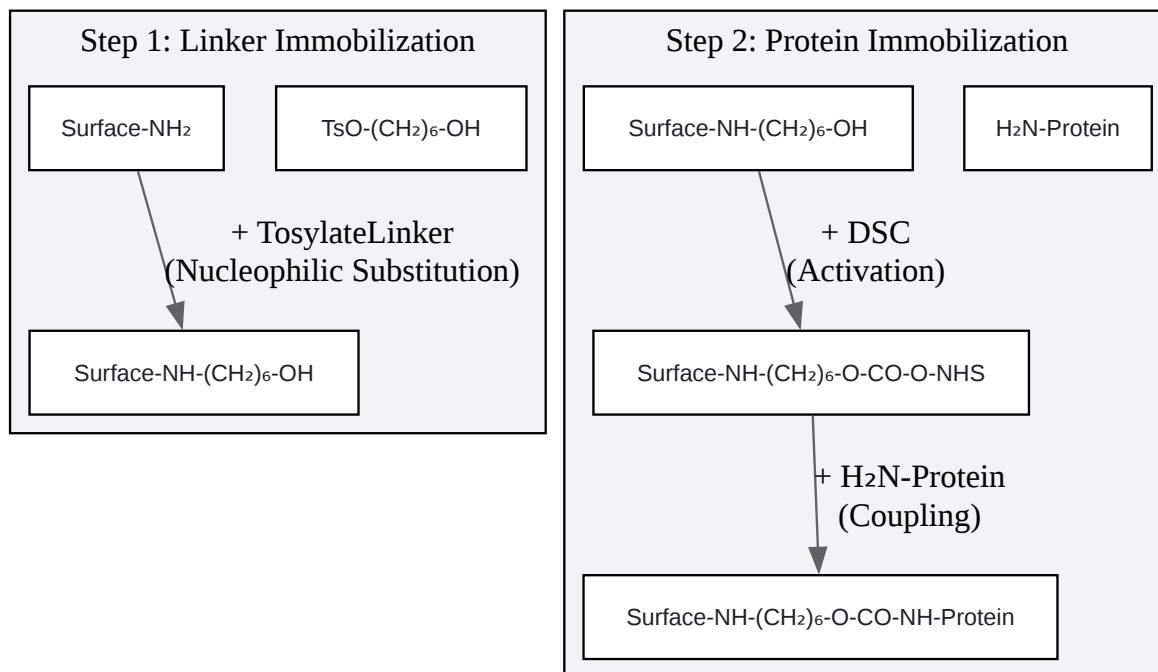 Step 1: Linker Immobilization
Surface-NH₂
TsO-(CH₂)₆-OH
+ TosylateLinker
(Nucleophilic Substitution)
Surface-NH-(CH₂)₆-OH
Step 2: Protein Immobilization
Surface-NH-(CH₂)₆-OH
H₂N-Protein
+ DSC
(Activation)
Surface-NH-(CH₂)₆-O-CO-O-NHS
+ H₂N-Protein
(Coupling)
Surface-NH-(CH₂)₆-O-CO-NH-Protein